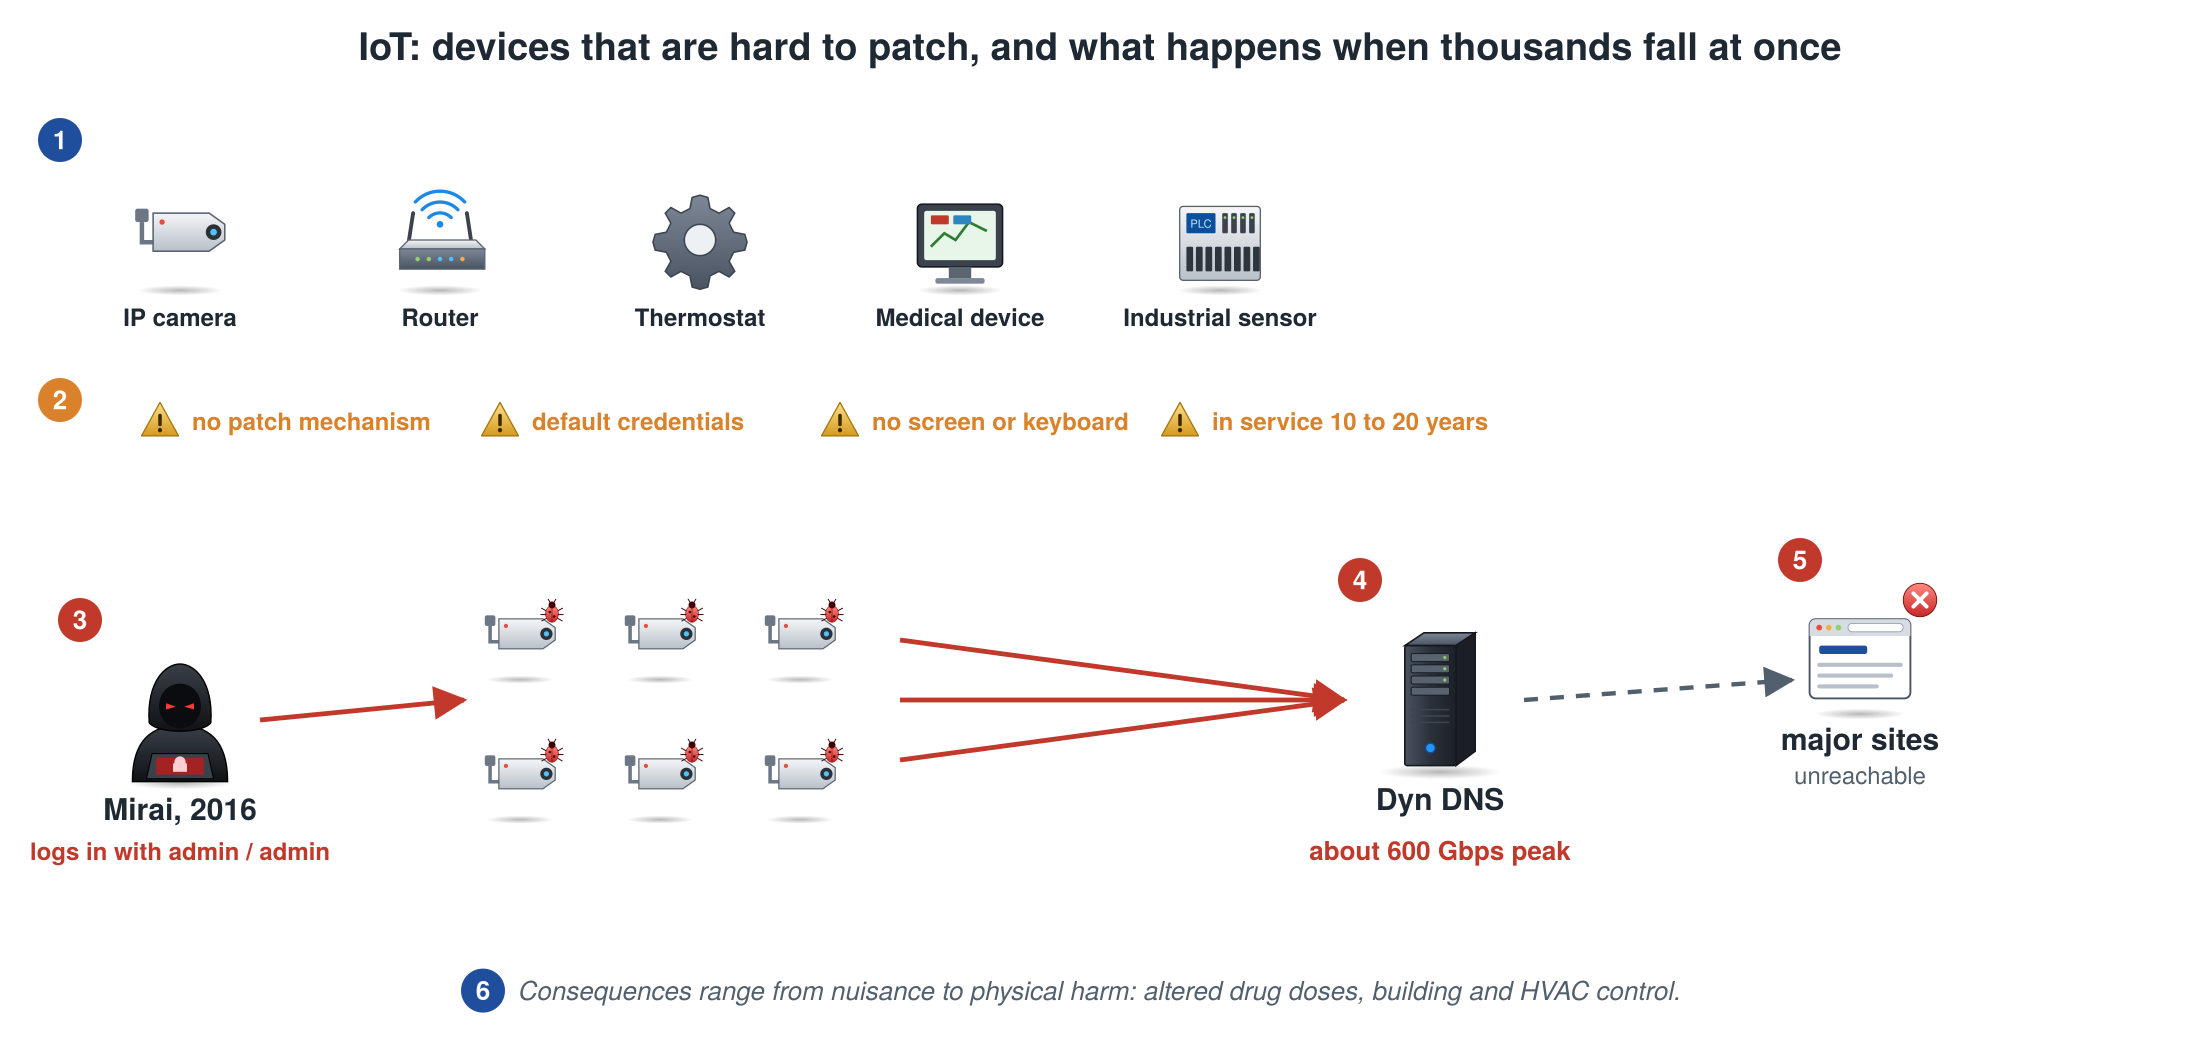 IoT: devices that are hard to patch, and what happens when thousands fall at once
1
PLC
IP camera
Router
Thermostat
Medical device
Industrial sensor
2
no patch mechanism
default credentials
no screen or keyboard
in service 10 to 20 years
3
Mirai, 2016
logs in with admin / admin
4
Dyn DNS
about 600 Gbps peak
5
major sites
unreachable
6
Consequences range from nuisance to physical harm: altered drug doses, building and HVAC control.